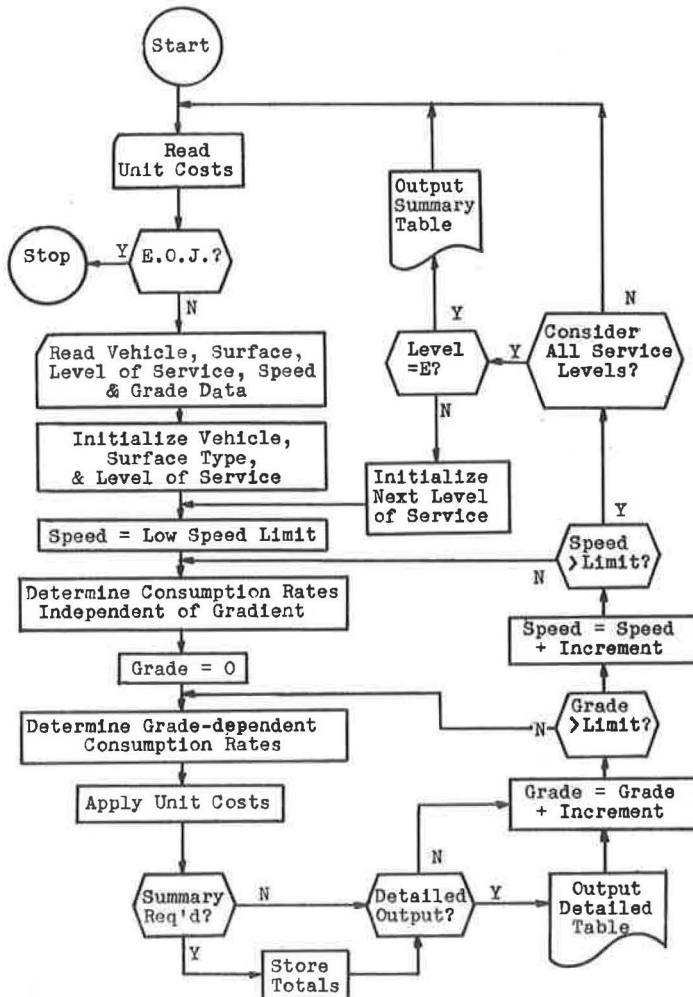 Start
Read
Unit Costs
Output
Summary
Table
Stop
Y
E.O.J.?
N
Y
N
Read Vehicle, Surface,
Level of Service, Speed
& Grade Data
Level
=E?
Y
Consider
All Service
Levels?
N
Initialize Vehicle,
Surface Type,
& Level of Service
Initialize
Next Level
of Service
Y
Speed = Low Speed Limit
Speed
>Limit?
N
Determine Consumption Rates
Independent of Gradient
Speed = Speed
+ Increment
Grade = 0
Grade
>Limit?
N
Determine Grade-dependent
Consumption Rates
Apply Unit Costs
Grade = Grade
+ Increment
N
Summary
Req'd?
N
Detailed
Output?
Y
Output
Detailed
Table
Y
Store
Totals